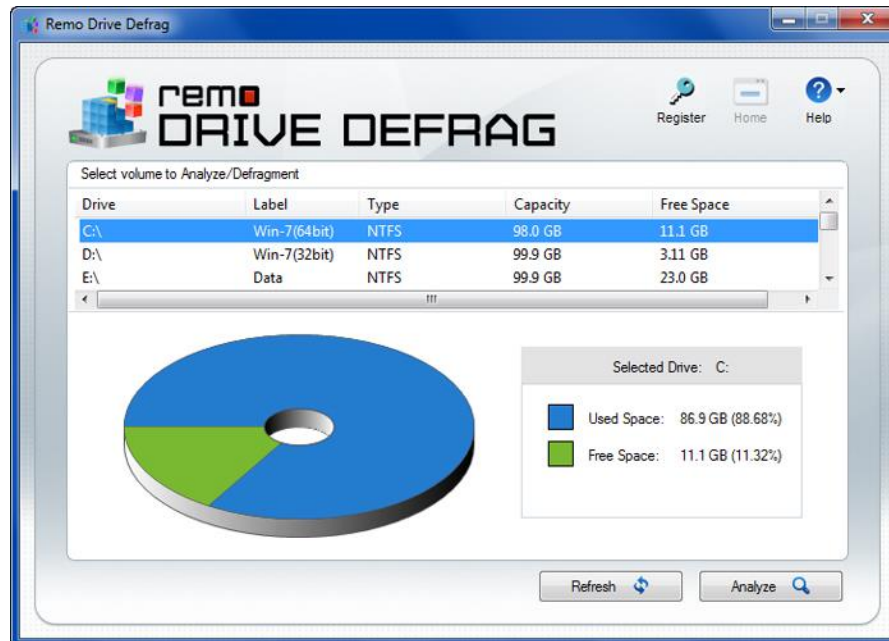 Remo Drive Defrag
remo
DRIVE DEFRAG
Register
Home
Help
Select volume to Analyze/Defragment
Drive Label Type Capacity Free Space
C:\ Win-7(64bit) NTFS 98.0 GB 11.1 GB
D:\ Win-7(32bit) NTFS 99.9 GB 3.11 GB
E:\ Data NTFS 99.9 GB 23.0 GB
Selected Drive: C:
Used Space: 86.9 GB (88.68%)
Free Space: 11.1 GB (11.32%)
Refresh
Analyze